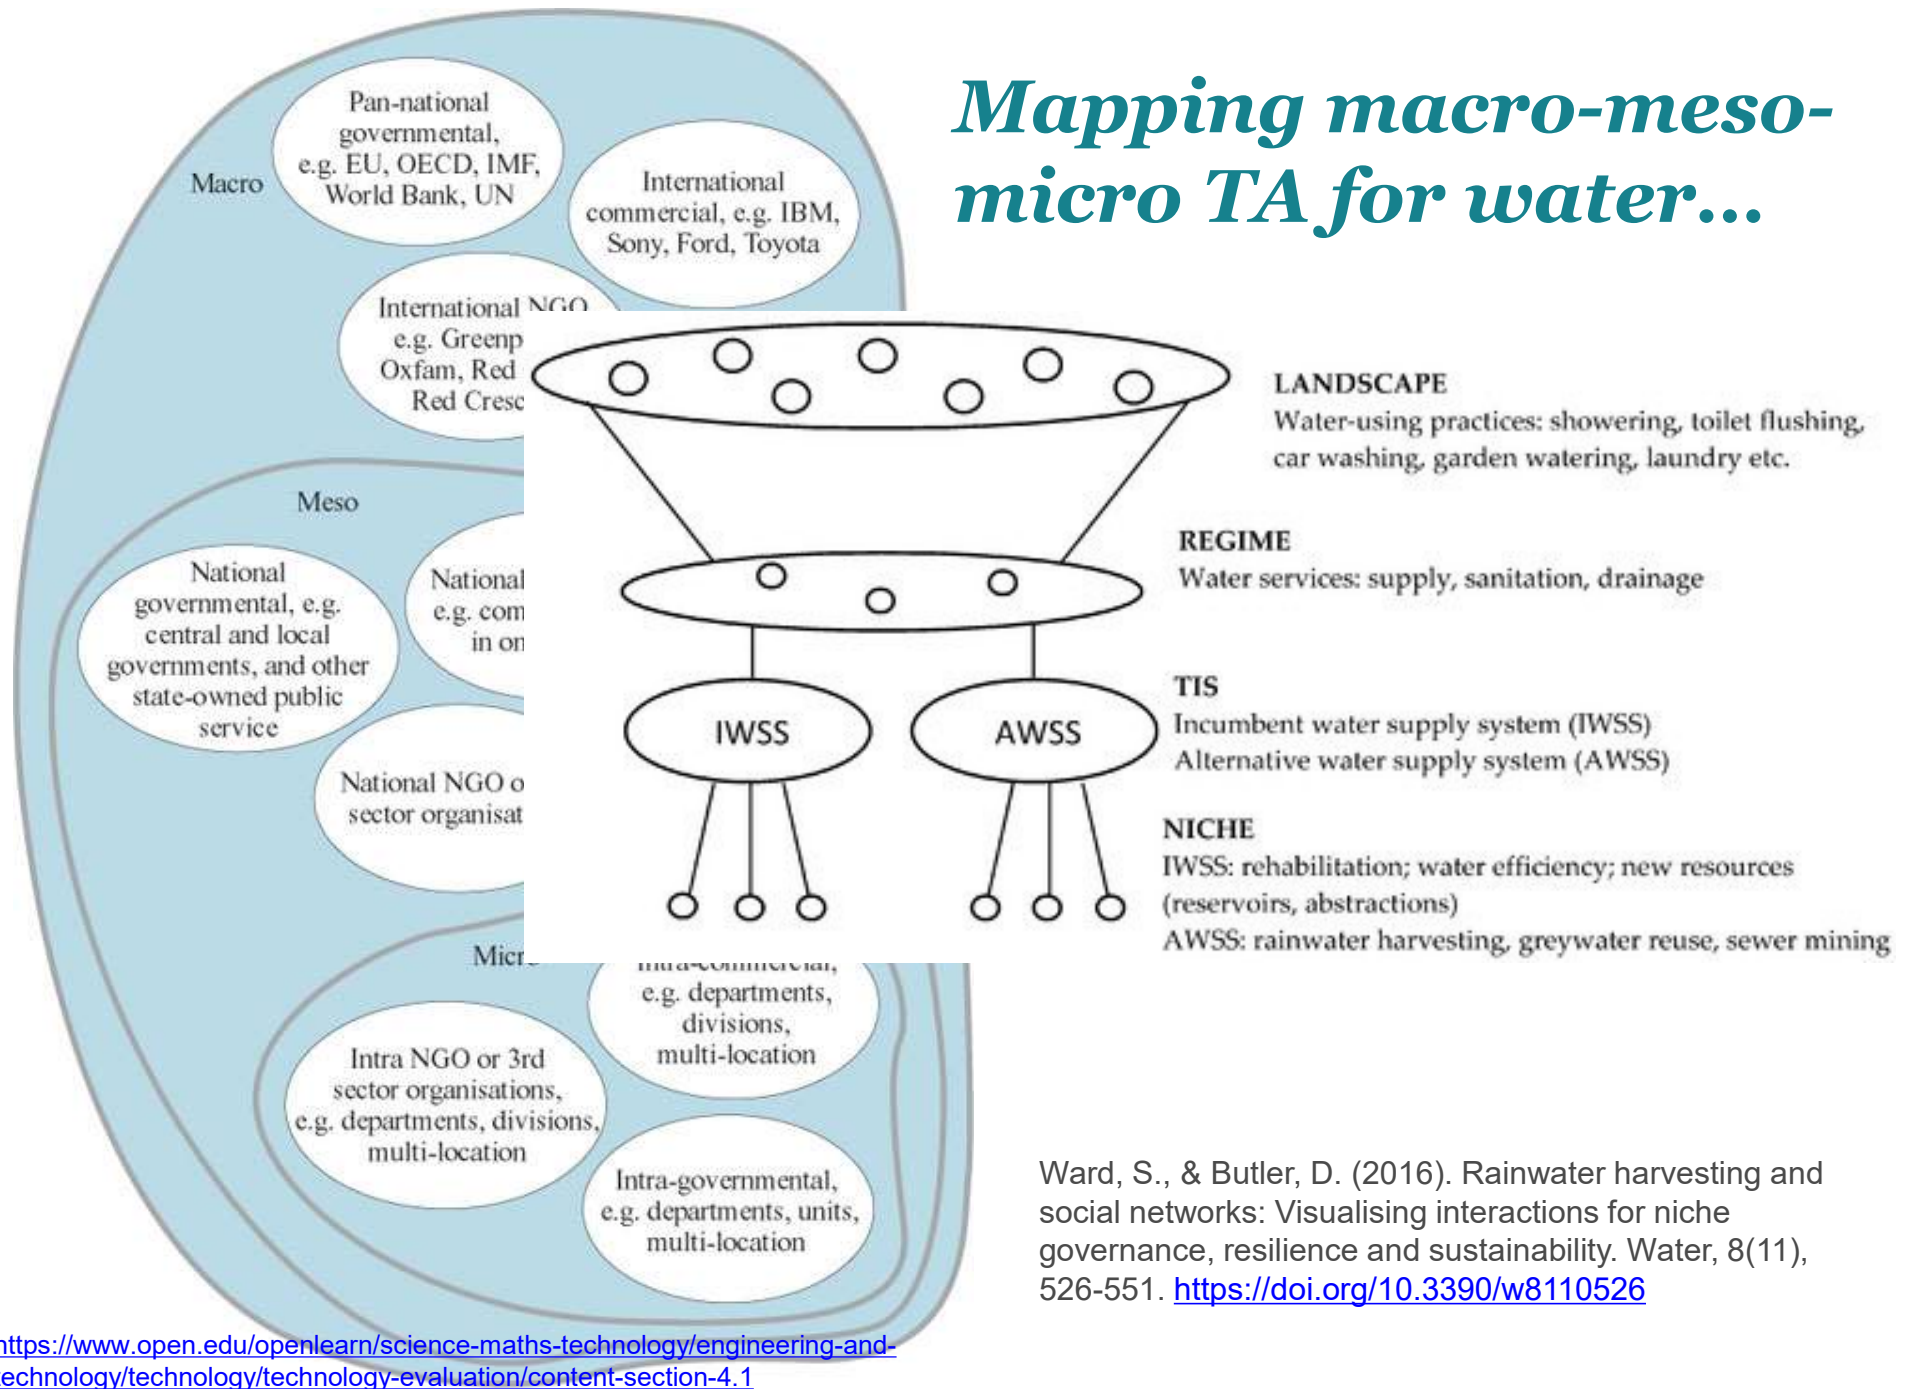 Mapping macro-meso-
micro TA for water...
Macro
Pan-national
governmental,
e.g. EU, OECD, IMF,
World Bank, UN
International
commercial, e.g. IBM,
Sony, Ford, Toyota
International NGO
e.g. Greenp
Oxfam, Red
Red Cresc
Meso
National
governmental, e.g.
central and local
governments, and other
state-owned public
service
National
e.g. com
in on
National NGO o
sector organisat
Micr
Intra-commercial,
e.g. departments,
divisions,
multi-location
Intra NGO or 3rd
sector organisations,
e.g. departments, divisions,
multi-location
Intra-governmental,
e.g. departments, units,
multi-location
LANDSCAPE
Water-using practices: showering, toilet flushing,
car washing, garden watering, laundry etc.
REGIME
Water services: supply, sanitation, drainage
IWSS
AWSS
TIS
Incumbent water supply system (IWSS)
Alternative water supply system (AWSS)
NICHE
IWSS: rehabilitation; water efficiency; new resources
(reservoirs, abstractions)
AWSS: rainwater harvesting, greywater reuse, sewer mining
Ward, S., & Butler, D. (2016). Rainwater harvesting and
social networks: Visualising interactions for niche
governance, resilience and sustainability. Water, 8(11),
526-551. https://doi.org/10.3390/w8110526
https://www.open.edu/openlearn/science-maths-technology/engineering-and-
technology/technology/technology-evaluation/content-section-4.1